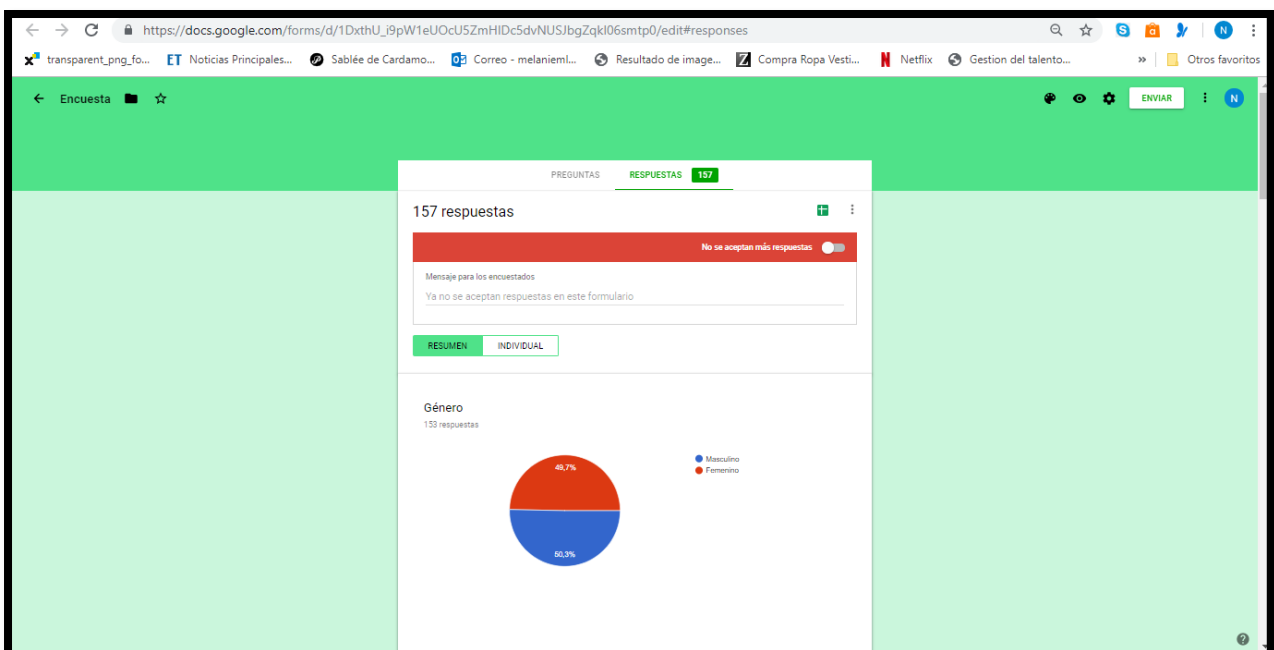 https://docs.google.com/forms/d/1DxthU_i9pW1eUOcU5ZmHIDc5dvNUSJbgZqkI06smtp0/edit#responses
S a N
transparent_png_fo... ET Noticias Principales... Sablée de Cardamo... Correo - melanieml... Resultado de image... Z Compra Ropa Vesti... N Netflix Gestion del talento... » Otros favoritos
Encuesta ENVIAR N
PREGUNTAS RESPUESTAS 157
157 respuestas
No se aceptan más respuestas
Mensaje para los encuestados
Ya no se aceptan respuestas en este formulario
RESUMEN INDIVIDUAL
Género
153 respuestas
49,7%
50,3%
Masculino
Femenino